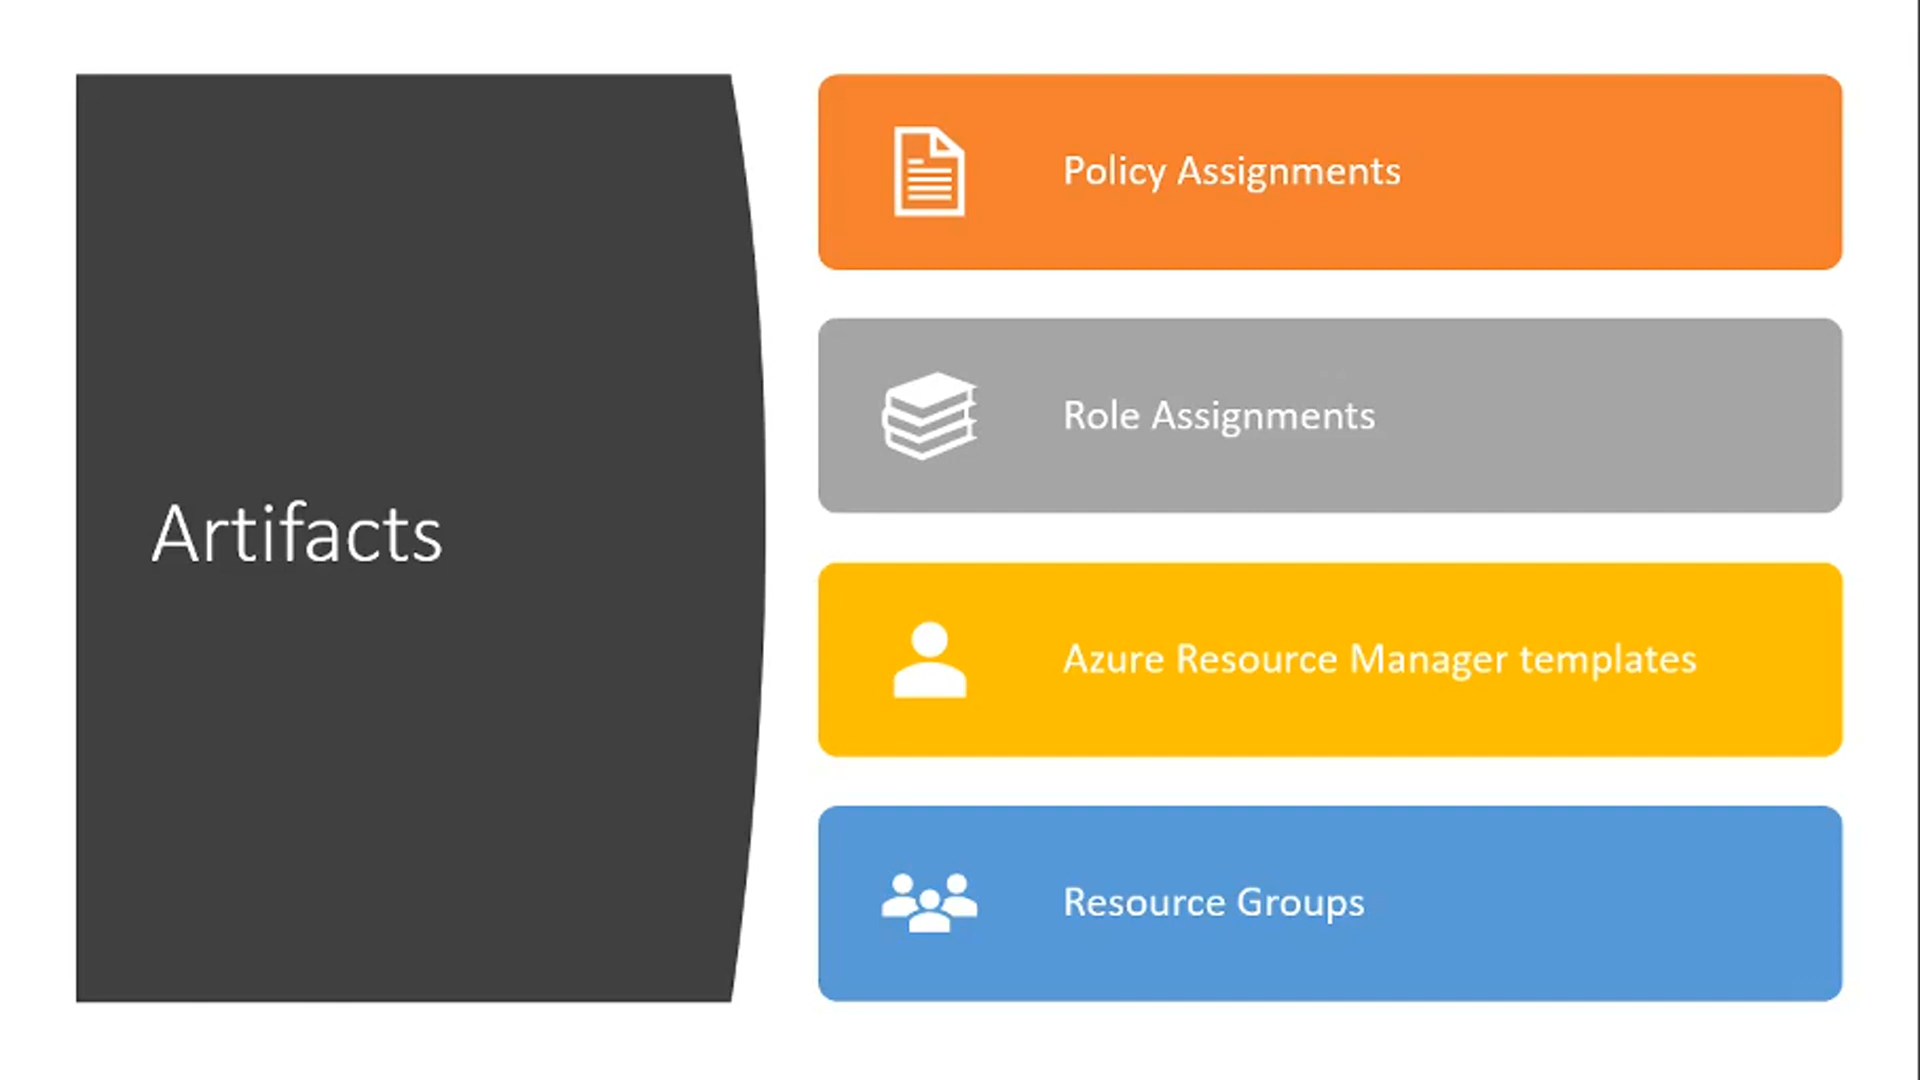 Artifacts
Policy Assignments
Role Assignments
Azure Resource Manager templates
Resource Groups